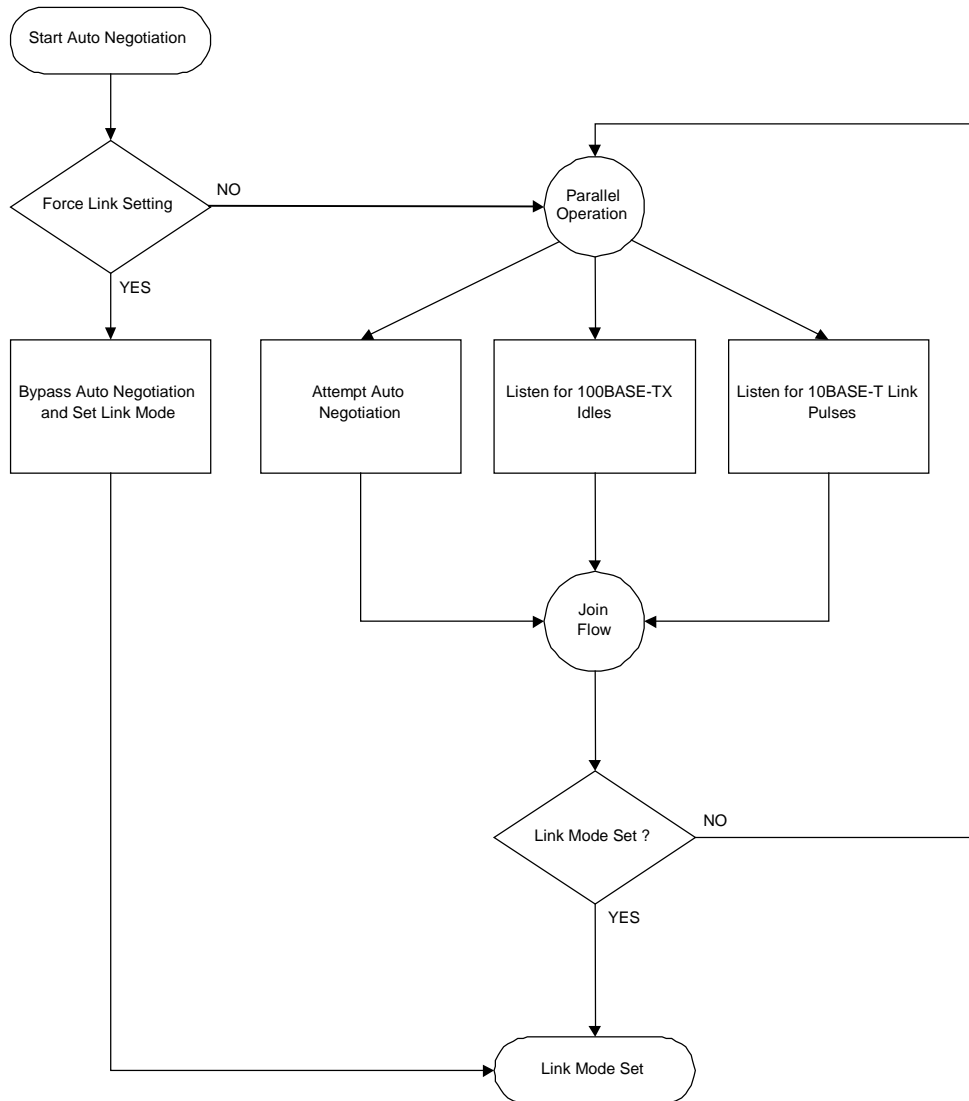 Start Auto Negotiation
Force Link Setting
NO
Parallel
Operation
YES
Bypass Auto Negotiation
and Set Link Mode
Attempt Auto
Negotiation
Listen for 100BASE-TX
Idles
Listen for 10BASE-T Link
Pulses
Join
Flow
Link Mode Set ?
NO
YES
Link Mode Set